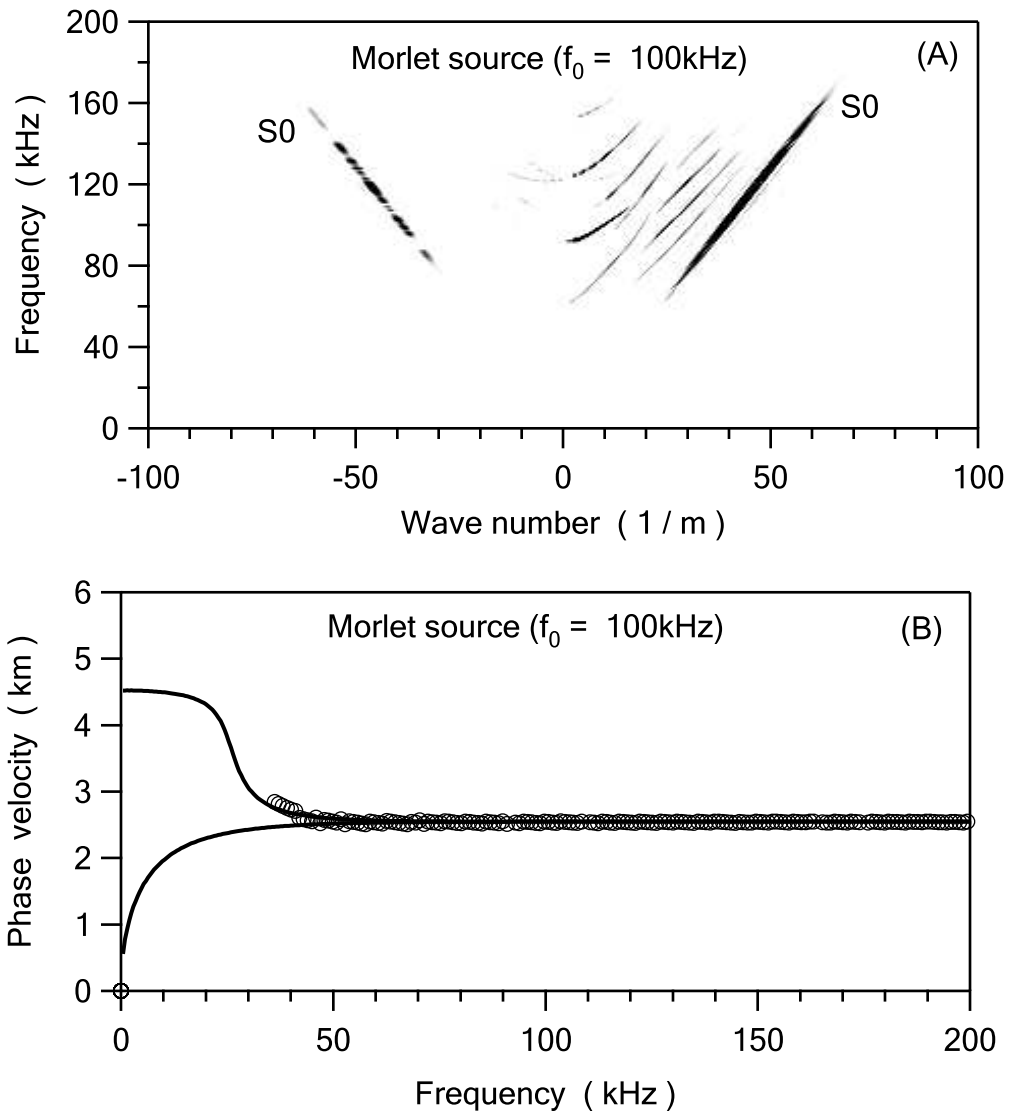 200
160
120
80
40
0
Frequency ( kHz )
Morlet source (f0 = 100kHz)
(A)
S0
S0
-100
-50
0
50
100
Wave number ( 1 / m )
6
5
4
3
2
1
0
Phase velocity ( km )
Morlet source (f0 = 100kHz)
(B)
0
50
100
150
200
Frequency ( kHz )